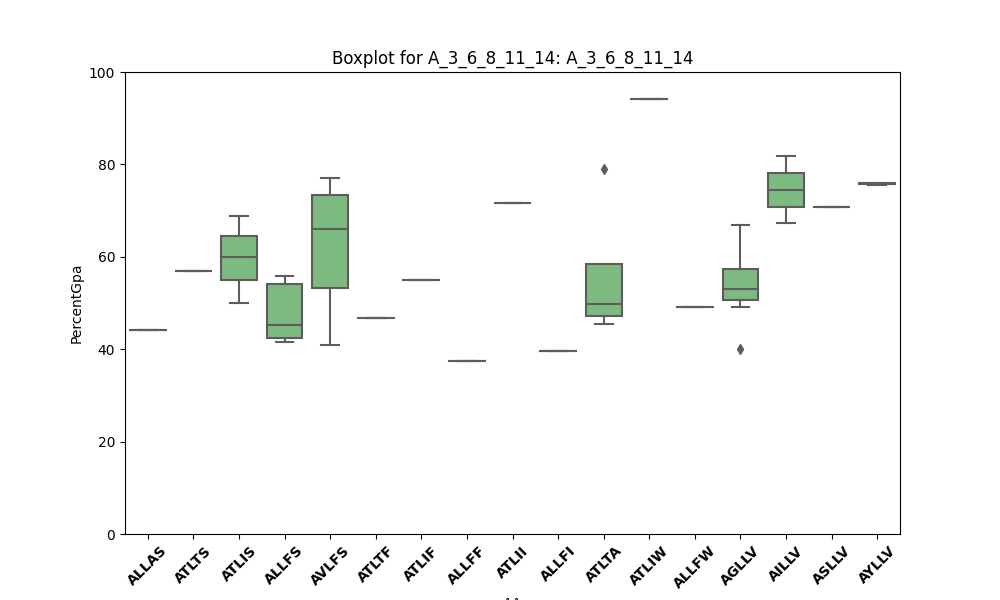 Boxplot for A_3_6_8_11_14: A_3_6_8_11_14
100
80
60
40
20
0
PercentGpa
ALLAS ATLTS ATLIS ALLFS AVLFS ATLTF ATLIF ALLFF ATLII ALLFI ATLTA ATLIW ALLFW AGLLV AILLV ASLLV AYLLV